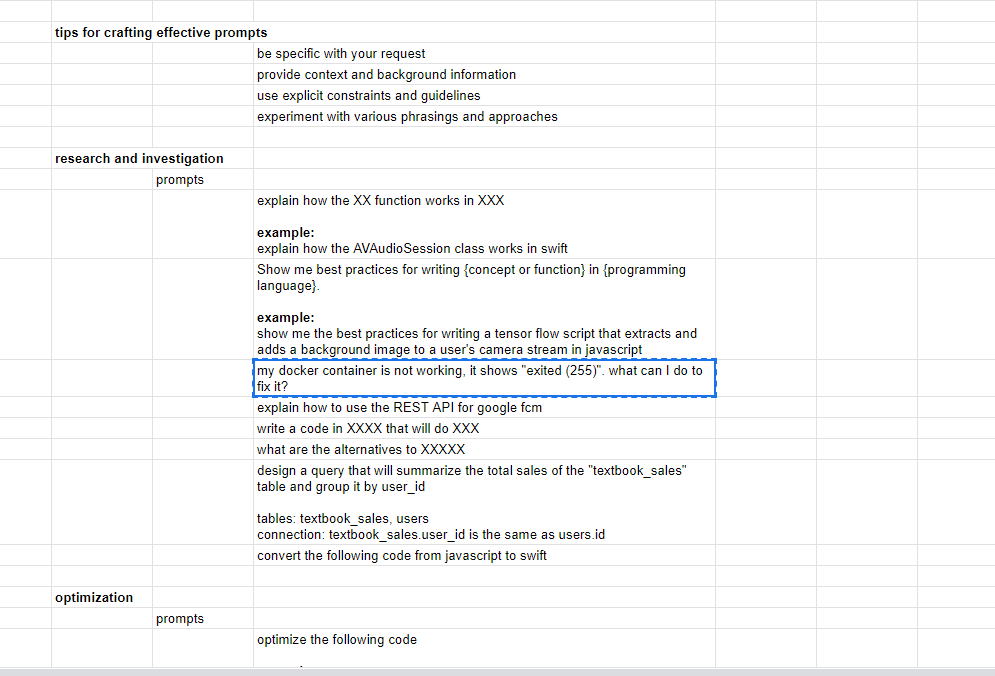 tips for crafting effective prompts
be specific with your request
provide context and background information
use explicit constraints and guidelines
experiment with various phrasings and approaches
research and investigation
prompts
explain how the XX function works in XXX
example:
explain how the AVAudioSession class works in swift
Show me best practices for writing {concept or function} in {programming
language}.
example:
show me the best practices for writing a tensor flow script that extracts and
adds a background image to a user's camera stream in javascript
my docker container is not working, it shows "exited (255)". what can I do to
fix it?
explain how to use the REST API for google fcm
write a code in XXXX that will do XXX
what are the alternatives to XXXXX
design a query that will summarize the total sales of the "textbook_sales"
table and group it by user_id
tables: textbook_sales, users
connection: textbook_sales.user_id is the same as users.id
convert the following code from javascript to swift
optimization
prompts
optimize the following code